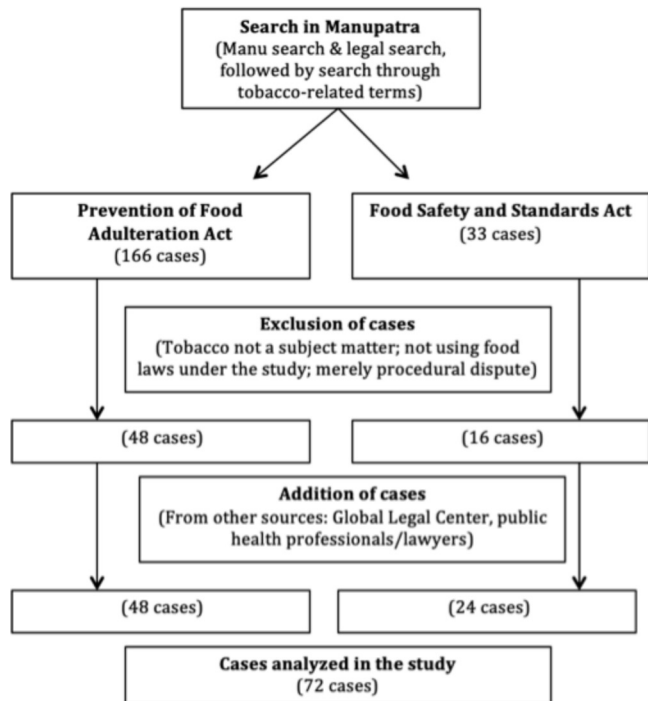 Search in Manupatra
(Manu search & legal search,
followed by search through
tobacco-related terms)
Prevention of Food
Adulteration Act
(166 cases)
Food Safety and Standards Act
(33 cases)
Exclusion of cases
(Tobacco not a subject matter; not using food
laws under the study; merely procedural dispute)
(48 cases)
(16 cases)
Addition of cases
(From other sources: Global Legal Center, public
health professionals/lawyers)
(48 cases)
(24 cases)
Cases analyzed in the study
(72 cases)